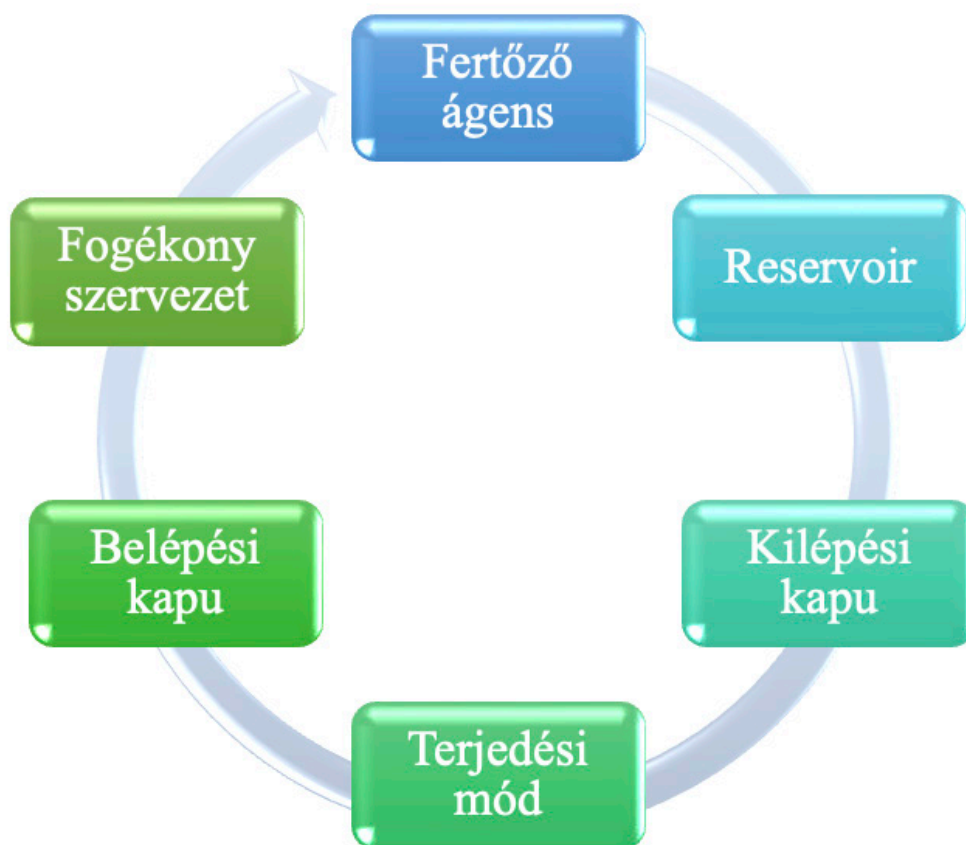 Fertőző
ágens
Reservoir
Kilépési
kapu
Terjedési
mód
Belépési
kapu
Fogékony
szervezet